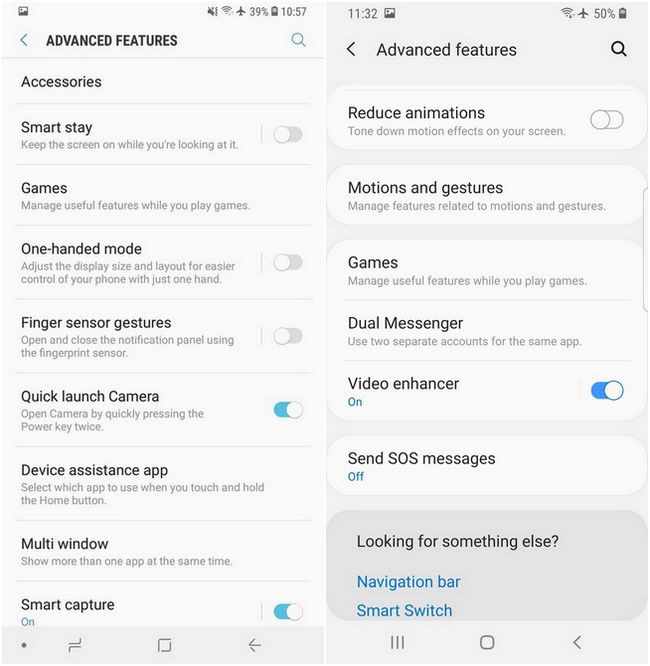 39% 10:57
ADVANCED FEATURES
Accessories
Smart stay
Keep the screen on while you're looking at it.
Games
Manage useful features while you play games.
One-handed mode
Adjust the display size and layout for easier
control of your phone with just one hand.
Finger sensor gestures
Open and close the notification panel using
the fingerprint sensor.
Quick launch Camera
Open Camera by quickly pressing the
Power key twice.
Device assistance app
Select which app to use when you touch and hold
the Home button.
Multi window
Show more than one app at the same time.
Smart capture
On
11:32 50%
Advanced features
Reduce animations
Tone down motion effects on your screen.
Motions and gestures
Manage features related to motions and gestures.
Games
Manage useful features while you play games.
Dual Messenger
Use two separate accounts for the same app.
Video enhancer
On
Send SOS messages
Off
Looking for something else?
Navigation bar
Smart Switch